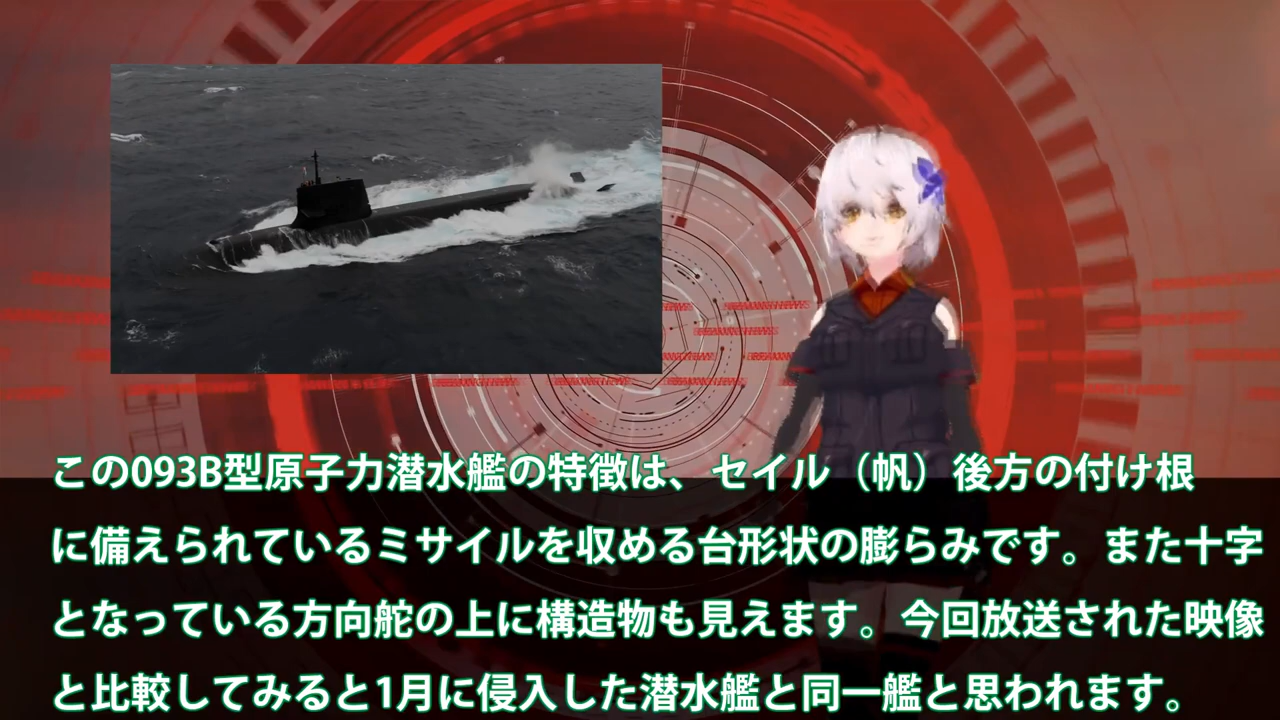 この093B型原子力潜水艦の特徴は、セイル（帆）後方の付け根
に備えられているミサイルを収める台形状の膨らみです。また十字
となっている方向舵の上に構造物も見えます。今回放送された映像
と比較してみると1月に侵入した潜水艦と同一艦と思われます。